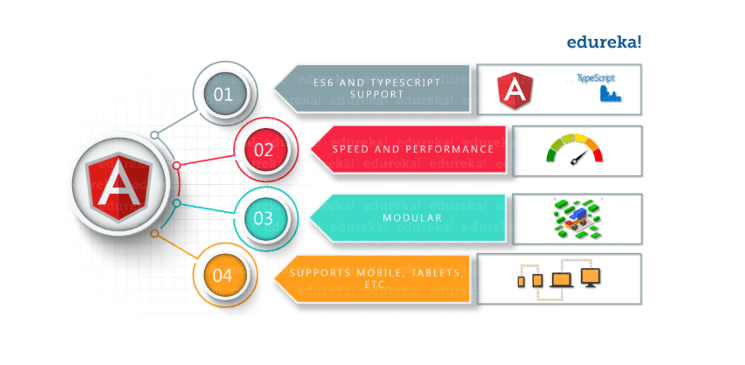 edureka!
01
ES6 AND TYPESCRIPT
SUPPORT
A
TypeScript
02
SPEED AND PERFORMANCE
A
03
MODULAR
04
SUPPORTS MOBILE, TABLETS,
ETC